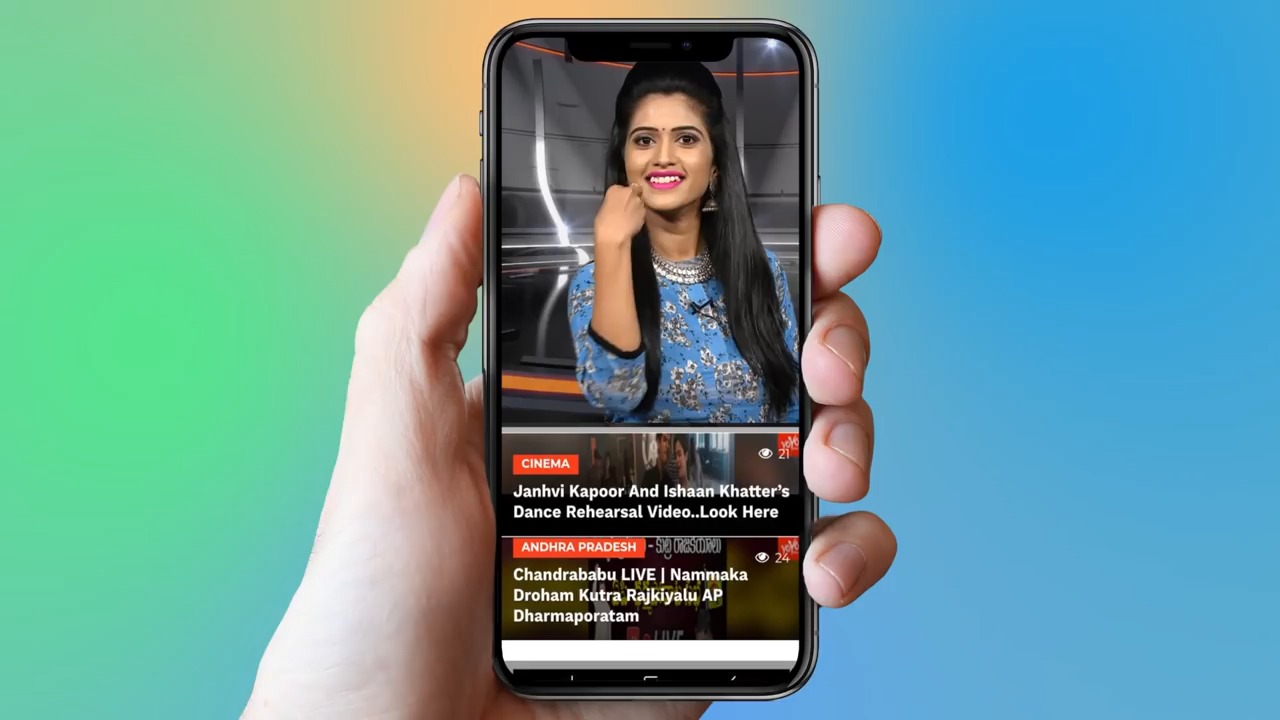 CINEMA
21
Janhvi Kapoor And Ishaan Khatter’s
Dance Rehearsal Video..Look Here
ANDHRA PRADESH
24
Chandrababu LIVE | Nammaka
Droham Kutra Rajkiyalu AP
Dharmaporatam
LIVE